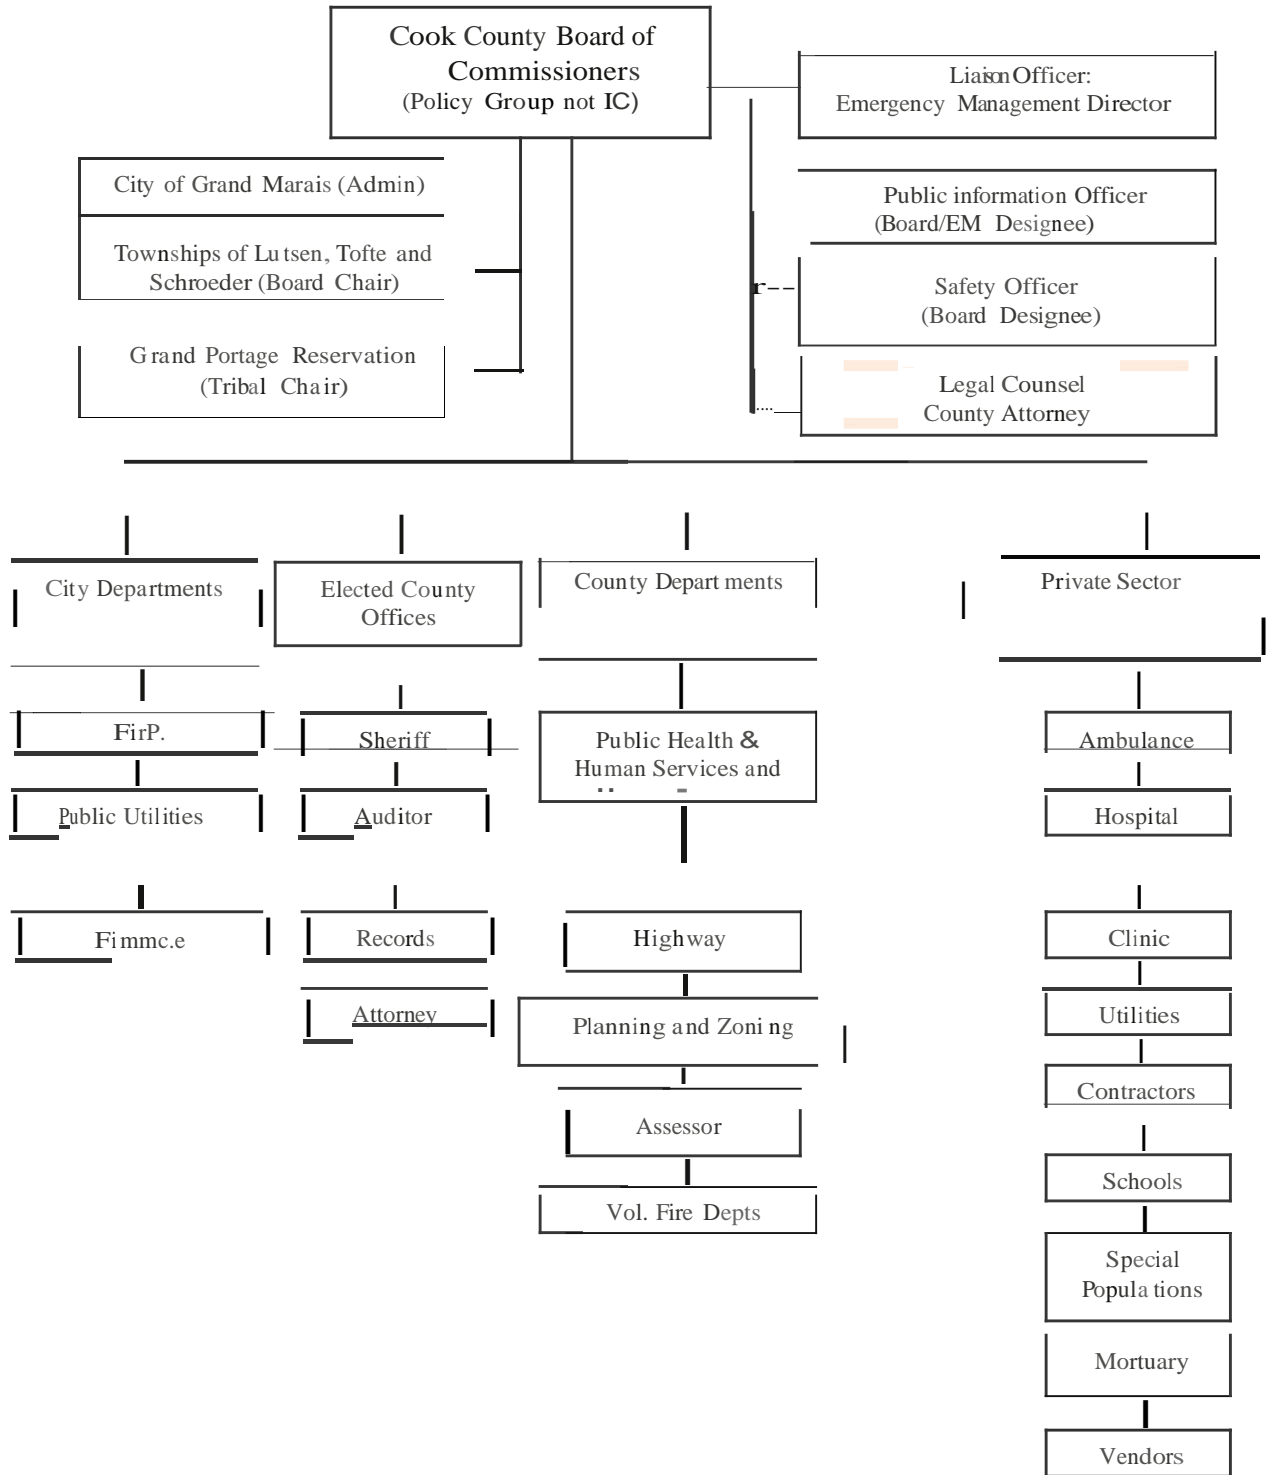 Cook County Board of
Commissioners
(Policy Group not IC)
Liaison Officer:
Emergency Management Director
City of Grand Marais (Admin)
Public information Officer
(Board/EM Designee)
Townships of Lutsen, Tofte and
Schroeder (Board Chair)
Safety Officer
(Board Designee)
Grand Portage Reservation
(Tribal Chair)
Legal Counsel
County Attorney
City Departments
Elected County
Offices
County Departments
Private Sector
FirP.
Sheriff
Public Health &
Human Services and
Ambulance
Public Utilities
Auditor
Hospital
Fimmc.e
Records
Highway
Clinic
Attorney
Planning and Zoning
Utilities
Contractors
Assessor
Schools
Vol. Fire Depts
Special
Populations
Mortuary
Vendors